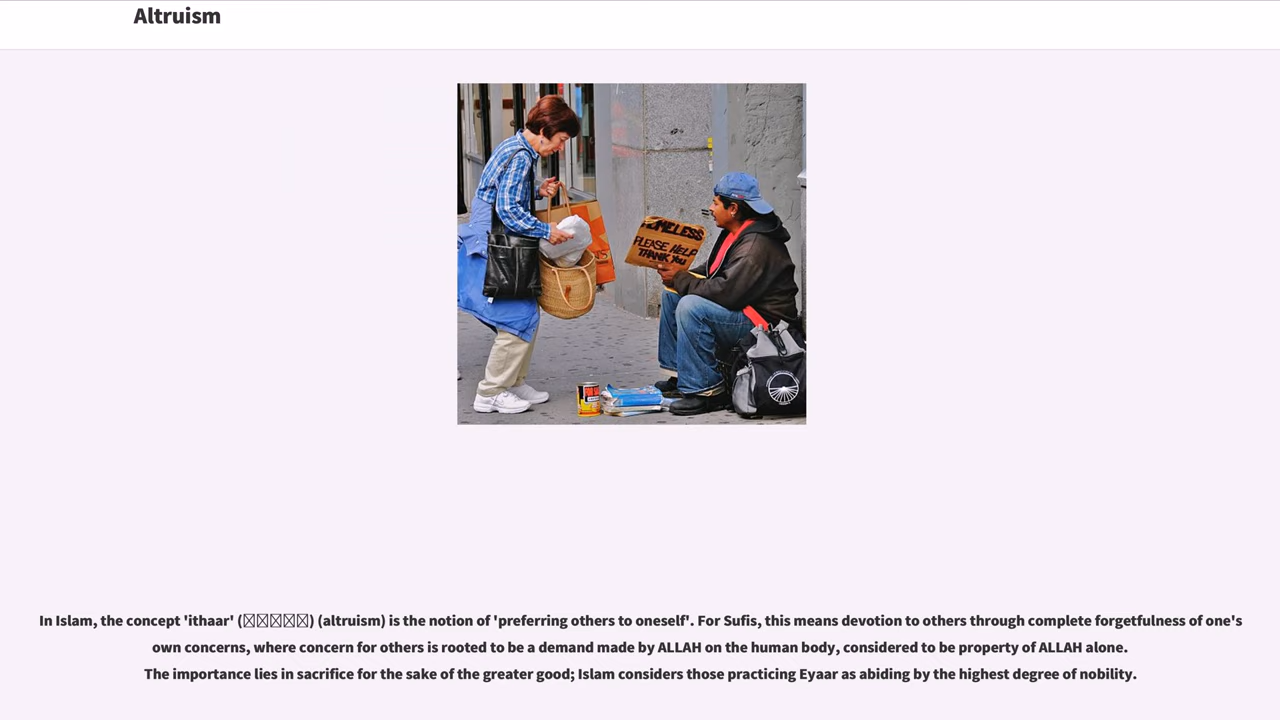 Altruism
HOMELESS
PLEASE HELP
THANK YOU
In Islam, the concept 'ithaar' (☒☒☒☒☒) (altruism) is the notion of 'preferring others to oneself'. For Sufis, this means devotion to others through complete forgetfulness of one's
own concerns, where concern for others is rooted to be a demand made by ALLAH on the human body, considered to be property of ALLAH alone.
The importance lies in sacrifice for the sake of the greater good; Islam considers those practicing Eyaar as abiding by the highest degree of nobility.